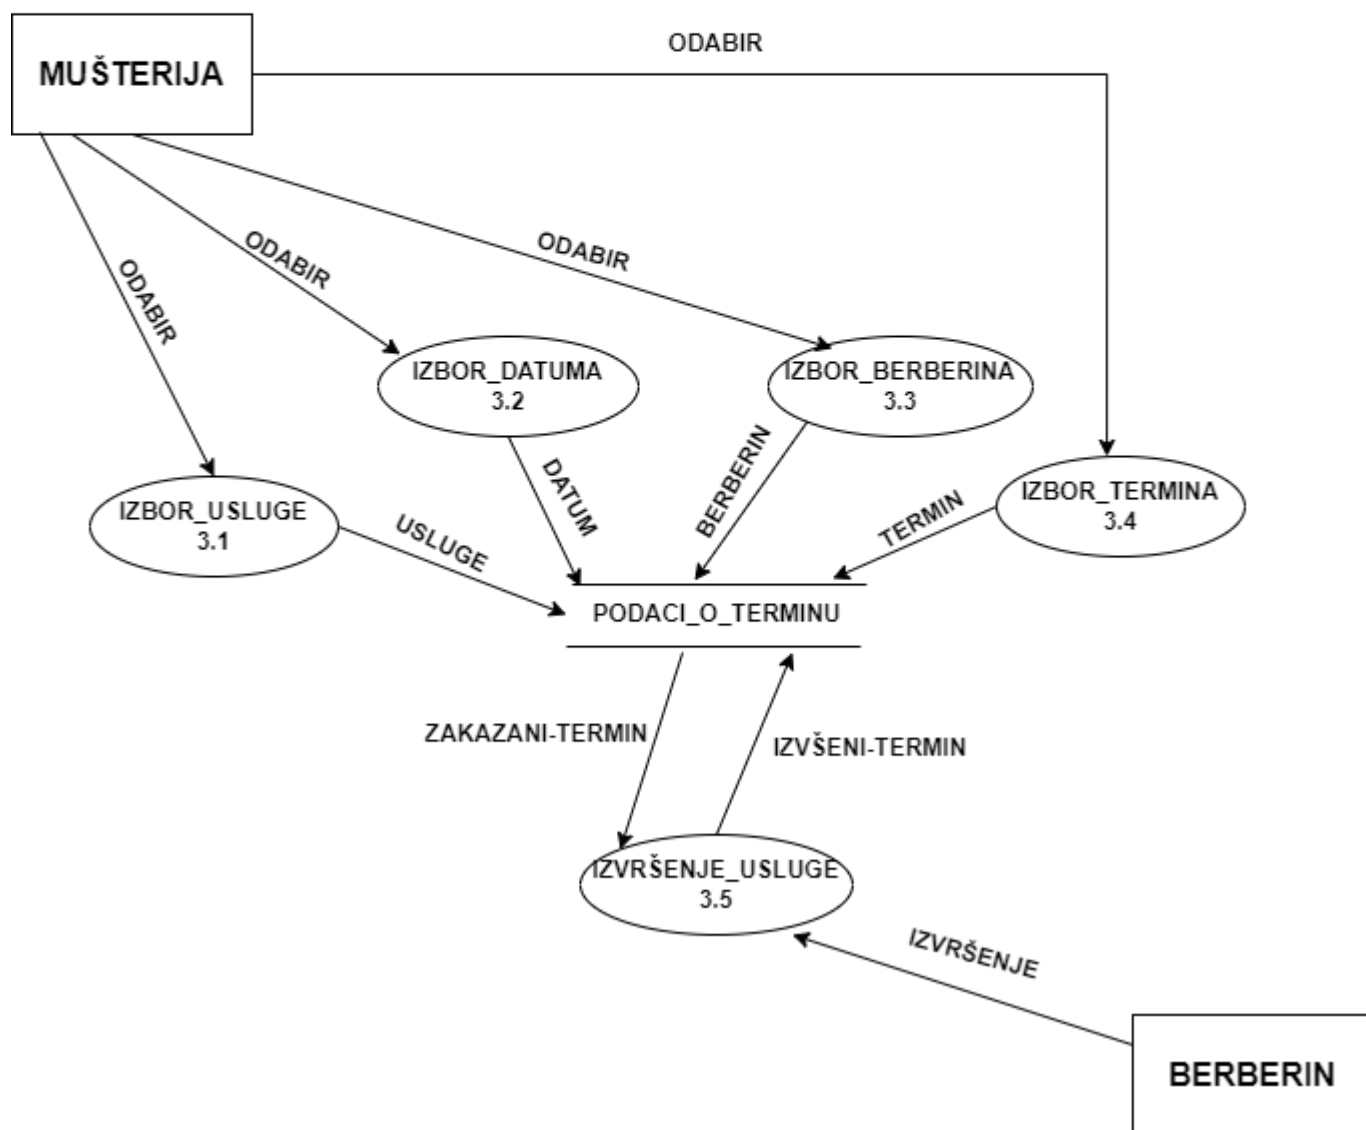 ODABIR
MUŠTERIJA
ODABIR
ODABIR
ODABIR
IZBOR_DATUMA
3.2
IZBOR_BERBERINA
3.3
IZBOR_USLUGE
3.1
USLUGE
DATUM
BERBERIN
TERMIN
IZBOR_TERMINA
3.4
PODACI_O_TERMINU
ZAKAZANI-TERMIN
IZVŠENI-TERMIN
IZVRŠENJE_USLUGE
3.5
IZVRŠENJE
BERBERIN